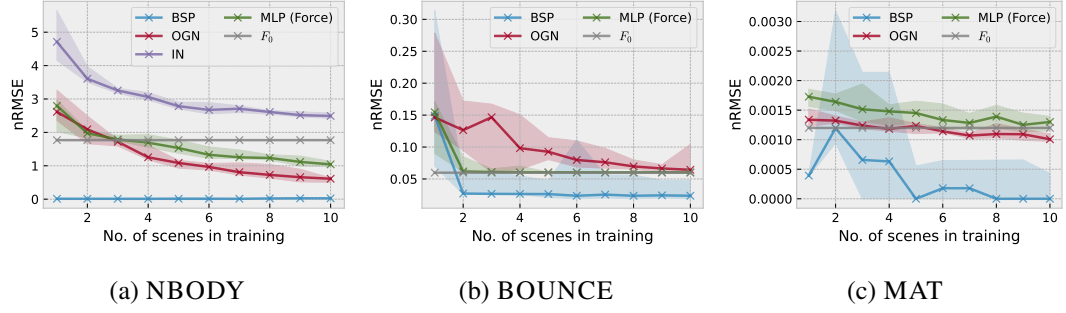 BSP
OGN
IN
MLP (Force)
F₀
nRMSE
5
4
3
2
1
0
2
4
6
8
10
No. of scenes in training
(a) NBODY
BSP
OGN
MLP (Force)
F₀
nRMSE
0.30
0.25
0.20
0.15
0.10
0.05
2
4
6
8
10
No. of scenes in training
(b) BOUNCE
BSP
OGN
MLP (Force)
F₀
nRMSE
0.0030
0.0025
0.0020
0.0015
0.0010
0.0005
0.0000
2
4
6
8
10
No. of scenes in training
(c) MAT